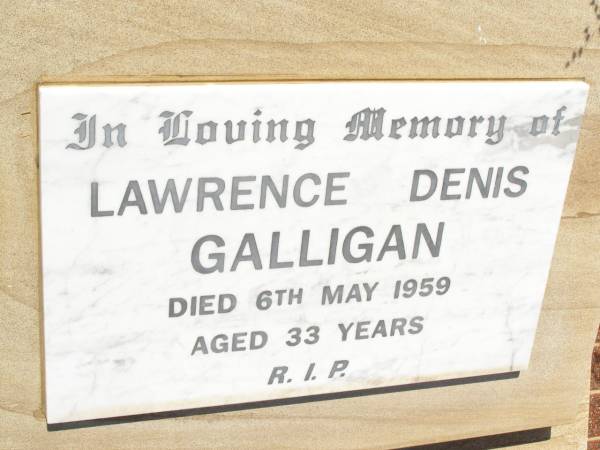 In Loving Memory of
LAWRENCE DENIS
GALLIGAN
DIED 6TH MAY 1959
AGED 33 YEARS
R. I. P.